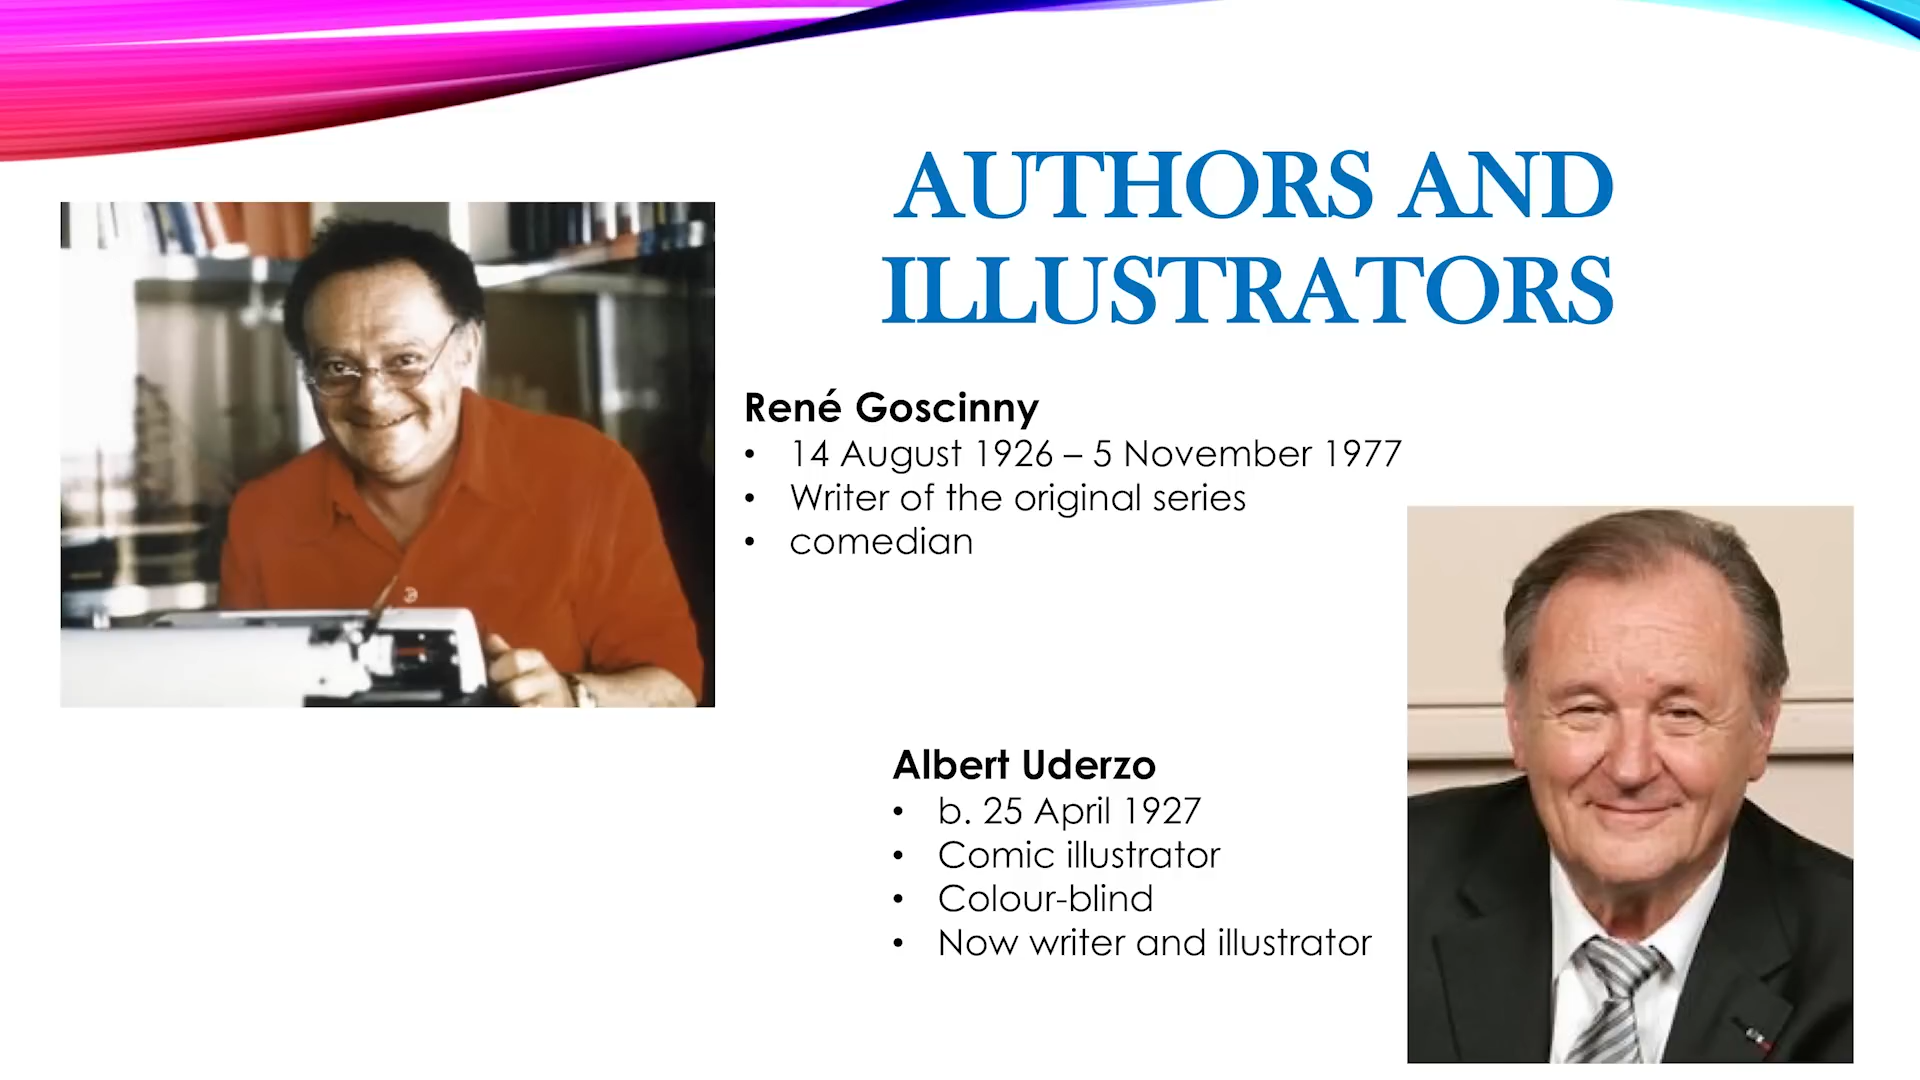 AUTHORS AND
ILLUSTRATORS
René Goscinny
• 14 August 1926 – 5 November 1977
• Writer of the original series
• comedian
Albert Uderzo
• b. 25 April 1927
• Comic illustrator
• Colour-blind
• Now writer and illustrator